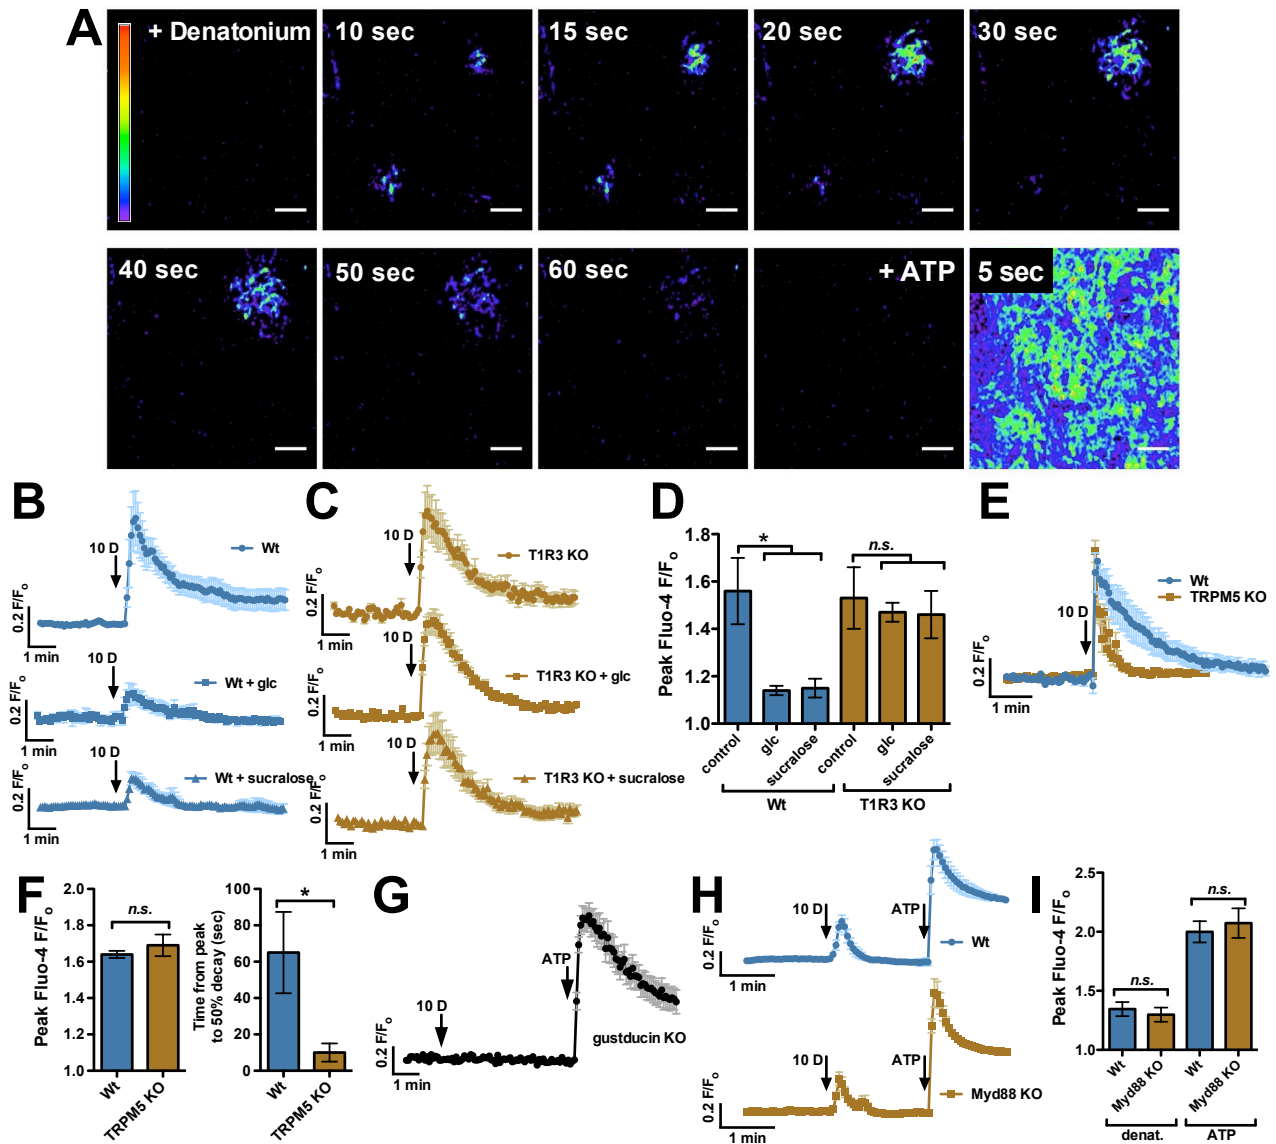 A
+ Denatonium
10 sec
15 sec
20 sec
30 sec
40 sec
50 sec
60 sec
+ ATP
5 sec
B
10 D
Wt
0.2 F/Fo
1 min
10 D
Wt + glc
0.2 F/Fo
1 min
10 D
Wt + sucralose
0.2 F/Fo
1 min
C
10 D
T1R3 KO
0.2 F/Fo
1 min
10 D
T1R3 KO + glc
0.2 F/Fo
1 min
10 D
T1R3 KO + sucralose
0.2 F/Fo
1 min
D
Peak Fluo-4 F/Fo
1.8
1.6
1.4
1.2
1.0
*
n.s.
control
glc
sucralose
control
glc
sucralose
Wt
T1R3 KO
E
Wt
TRPM5 KO
10 D
0.2 F/Fo
1 min
F
Peak Fluo-4 F/Fo
2.0
1.8
1.6
1.4
1.2
1.0
n.s.
Wt
TRPM5 KO
Time from peak
to 50% decay (sec)
100
80
60
40
20
0
*
Wt
TRPM5 KO
G
10 D
ATP
gustducin KO
0.2 F/Fo
1 min
H
10 D
ATP
Wt
0.2 F/Fo
1 min
10 D
ATP
Myd88 KO
0.2 F/Fo
1 min
I
Peak Fluo-4 F/Fo
2.5
2.0
1.5
1.0
n.s.
n.s.
Wt
Myd88 KO
Wt
Myd88 KO
denat.
ATP